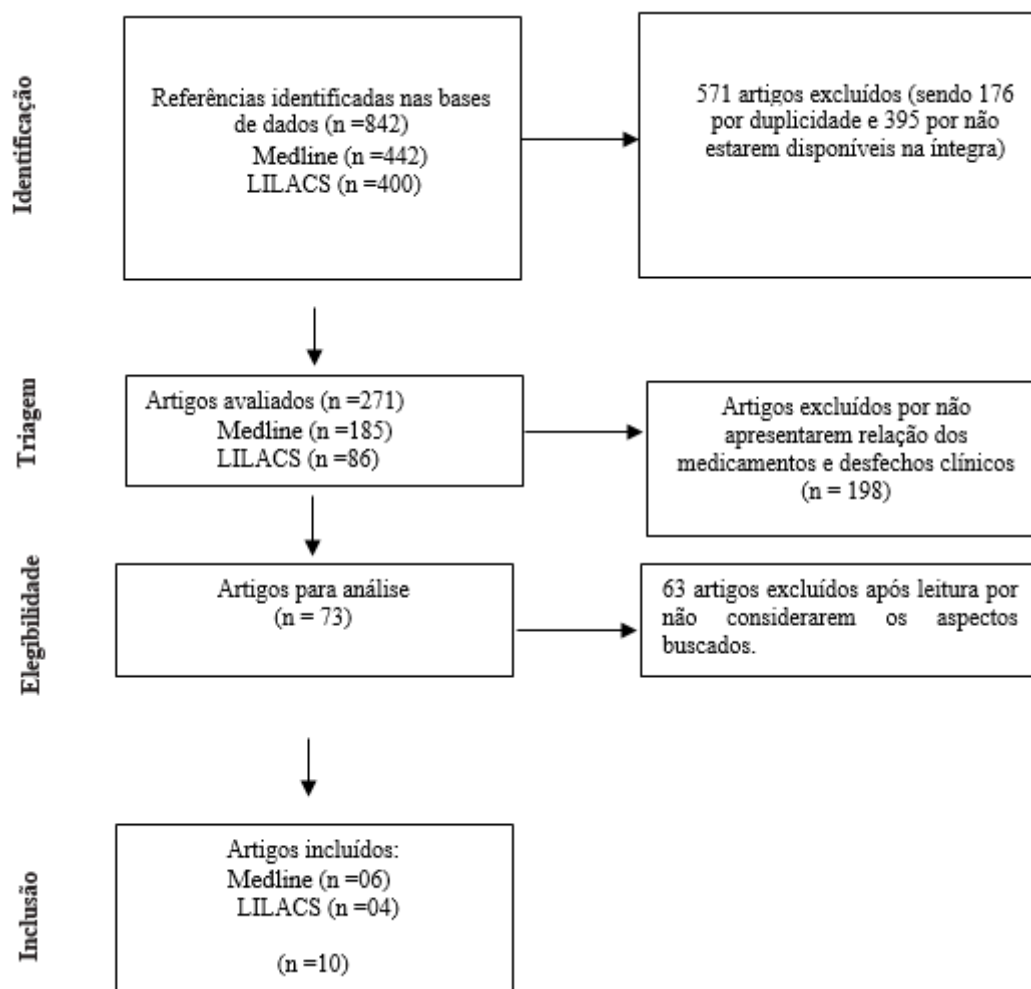 Identificação
Referências identificadas nas bases
de dados (n =842)
Medline (n =442)
LILACS (n =400)
571 artigos excluídos (sendo 176
por duplicidade e 395 por não
estarem disponíveis na íntegra)
Triagem
Artigos avaliados (n =271)
Medline (n =185)
LILACS (n =86)
Artigos excluídos por não
apresentarem relação dos
medicamentos e desfechos clínicos
(n = 198)
Elegibilidade
Artigos para análise
(n = 73)
63 artigos excluídos após leitura por
não considerarem os aspectos
buscados.
Inclusão
Artigos incluídos:
Medline (n =06)
LILACS (n =04)
(n =10)